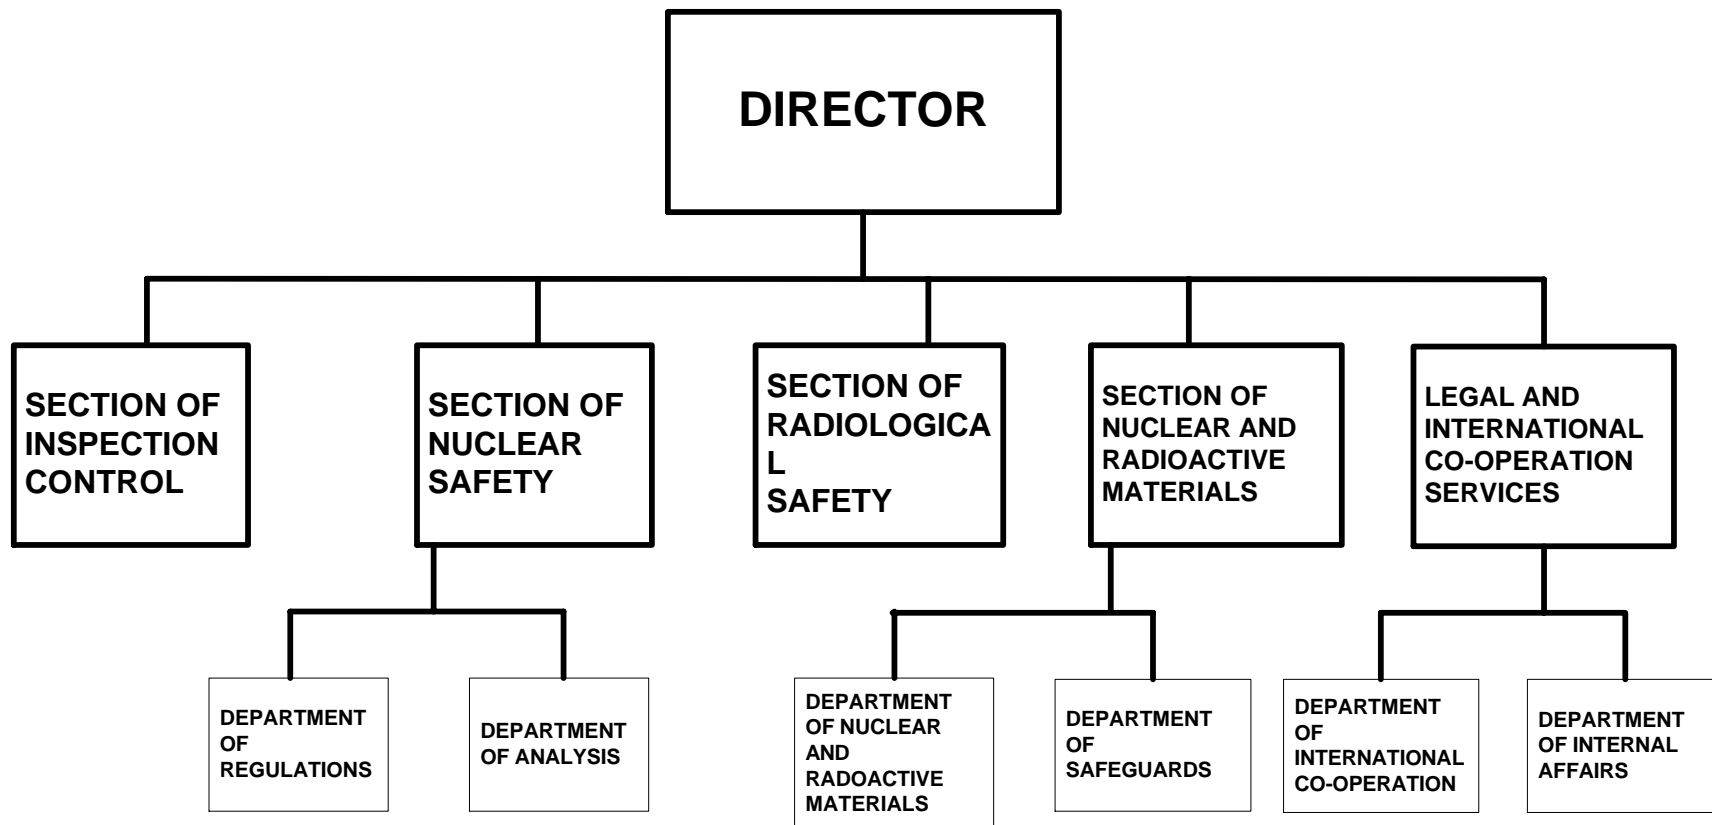 DIRECTOR
SECTION OF
INSPECTION
CONTROL
SECTION OF
NUCLEAR
SAFETY
SECTION OF
RADIOLOGICA
L
SAFETY
SECTION OF
NUCLEAR AND
RADIOACTIVE
MATERIALS
LEGAL AND
INTERNATIONAL
CO-OPERATION
SERVICES
DEPARTMENT
OF
REGULATIONS
DEPARTMENT
OF ANALYSIS
DEPARTMENT
OF NUCLEAR
AND
RADOACTIVE
MATERIALS
DEPARTMENT
OF
SAFEGUARDS
DEPARTMENT
OF
INTERNATIONAL
CO-OPERATION
DEPARTMENT
OF INTERNAL
AFFAIRS